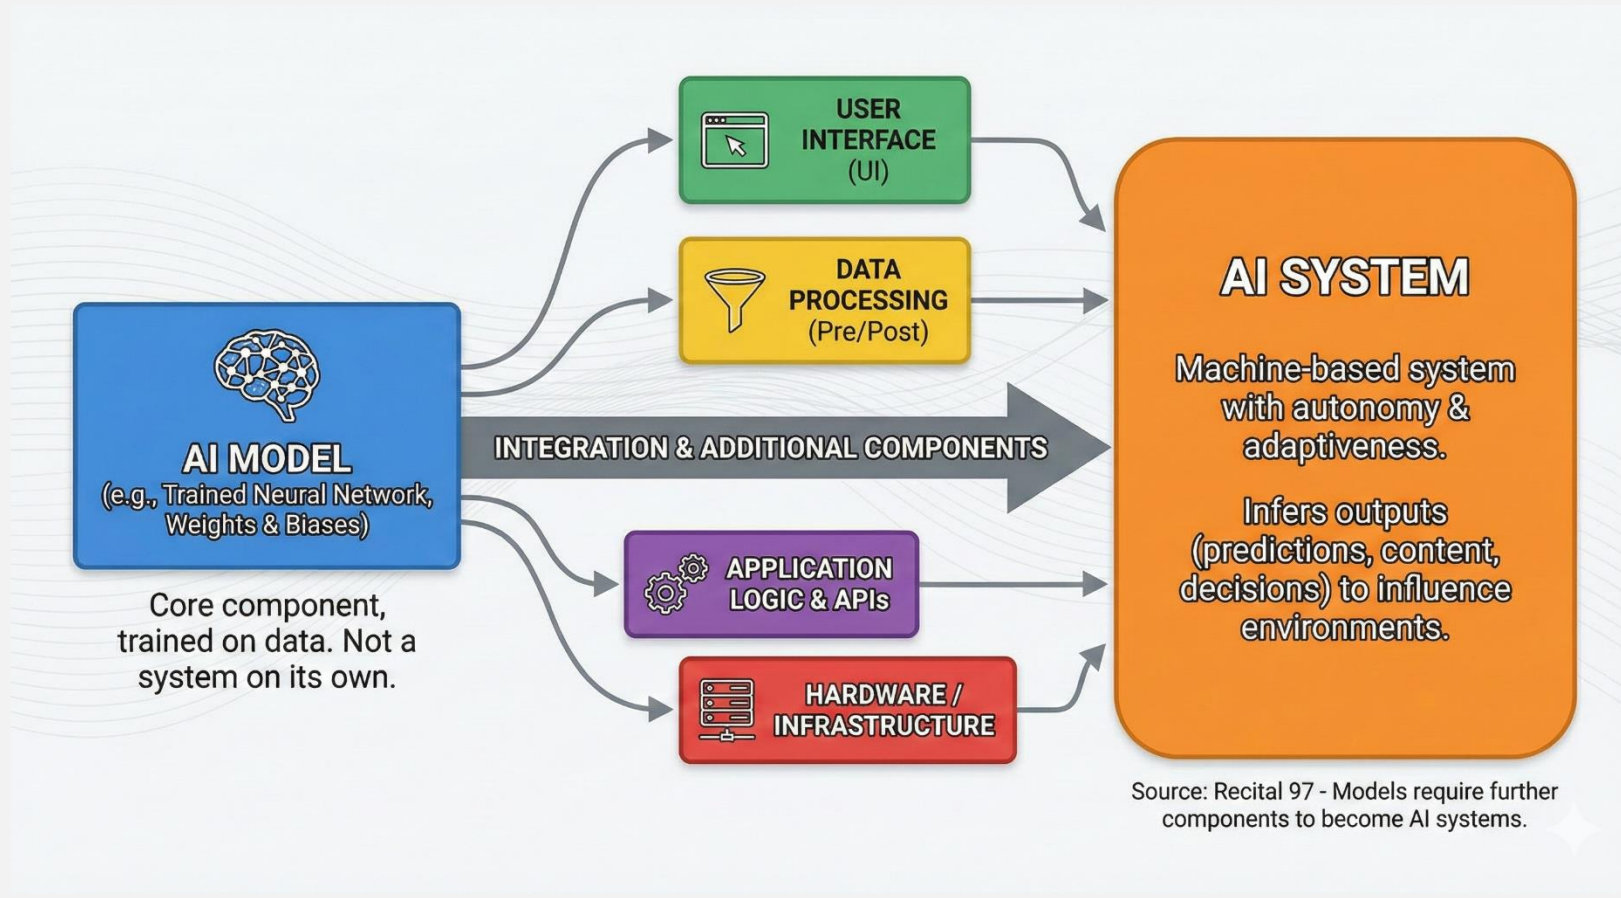 AI MODEL
(e.g., Trained Neural Network,
Weights & Biases)
Core component,
trained on data. Not a
system on its own.
USER
INTERFACE
(UI)
DATA
PROCESSING
(Pre/Post)
INTEGRATION & ADDITIONAL COMPONENTS
APPLICATION
LOGIC & APIs
HARDWARE /
INFRASTRUCTURE
AI SYSTEM
Machine-based system
with autonomy &
adaptiveness.
Infers outputs
(predictions, content,
decisions) to influence
environments.
Source: Recital 97 - Models require further
components to become AI systems.